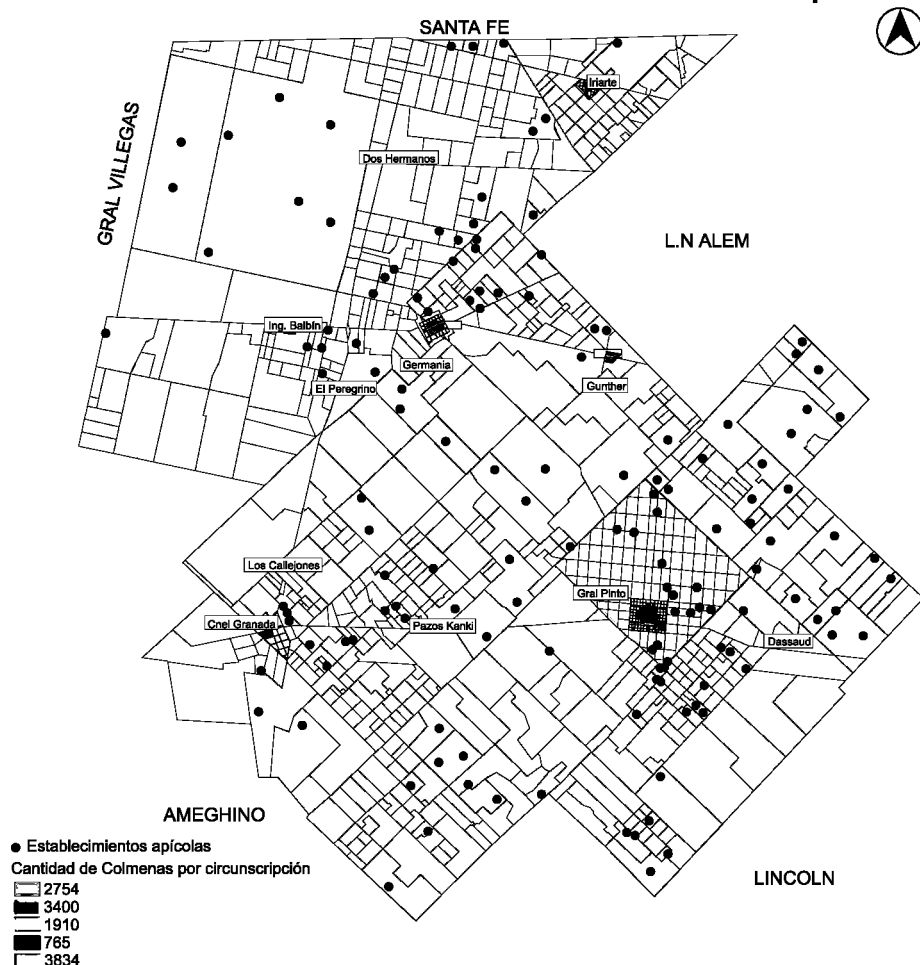 SANTA FE
Iriarte
Dos Hermanos
GRAL VILLEGAS
L.N ALEM
Ing. Balbín
Germania
El Peregrino
Gunther
Los Callejones
Gral Pinto
Cnel Granada
Pazos Kanki
Dassaud
AMEGHINO
LINCOLN
Establecimientos apícolas
Cantidad de Colmenas por circunscripción
2754
3400
1910
765
3834